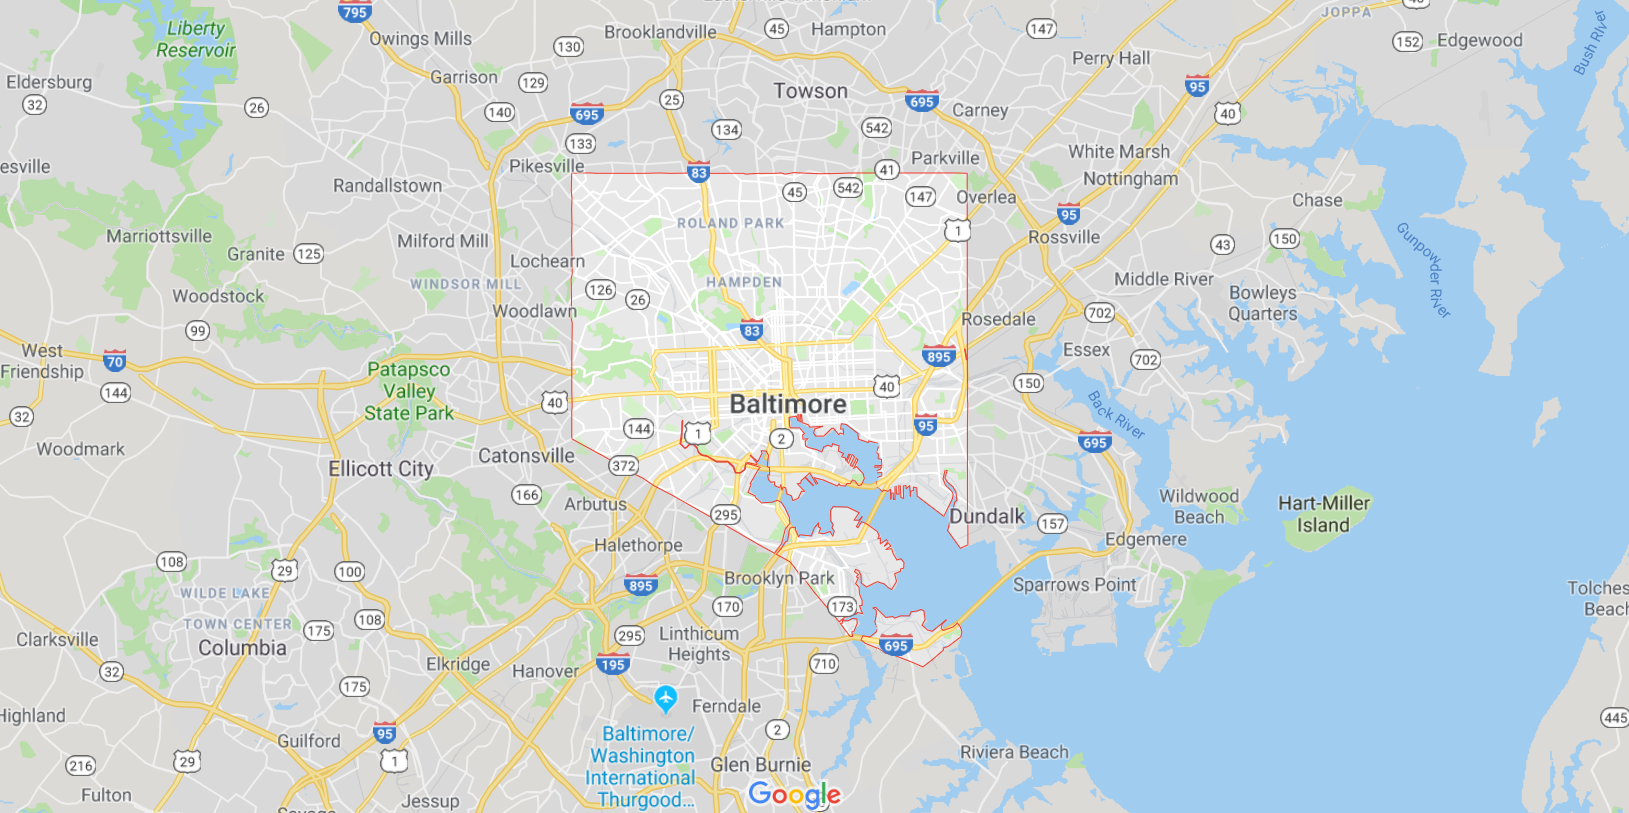 795
Liberty
Reservoir
Owings Mills
130
Brooklandville
45
Hampton
147
JOPPA
152
Edgewood
Bush River
Perry Hall
Eldersburg
32
Garrison
129
26
140
695
25
Towson
695
Carney
95
40
133
134
542
Parkville
White Marsh
Nottingham
esville
Pikesville
83
41
Randallstown
45
542
147
Overlea
Chase
ROLAND PARK
1
95
Rossville
Gunpowder River
Marriottsville
Granite
125
Milford Mill
Lochearn
43
150
WINDSOR MILL
HAMPDEN
Middle River
Woodstock
126
26
Bowleys
Quarters
Woodlawn
99
83
Rosedale
702
West
Friendship
70
895
Essex
702
Patapsco
Valley
State Park
144
40
Baltimore
40
150
Back River
32
144
1
2
95
695
Woodmark
Ellicott City
Catonsville
372
166
Arbutus
295
Dundalk
157
Wildwood
Beach
Hart-Miller
Island
Halethorpe
Edgemere
108
29
100
895
Brooklyn Park
Sparrows Point
Tolches
Beach
WILDE LAKE
TOWN CENTER
175
108
170
173
Clarksville
Columbia
295
Linthicum
Heights
695
Elkridge
Hanover
195
710
32
175
Ferndale
Highland
95
2
445
Guilford
Baltimore/
Washington
International
Thurgood...
Riviera Beach
216
29
1
Glen Burnie
Fulton
Jessup
Google